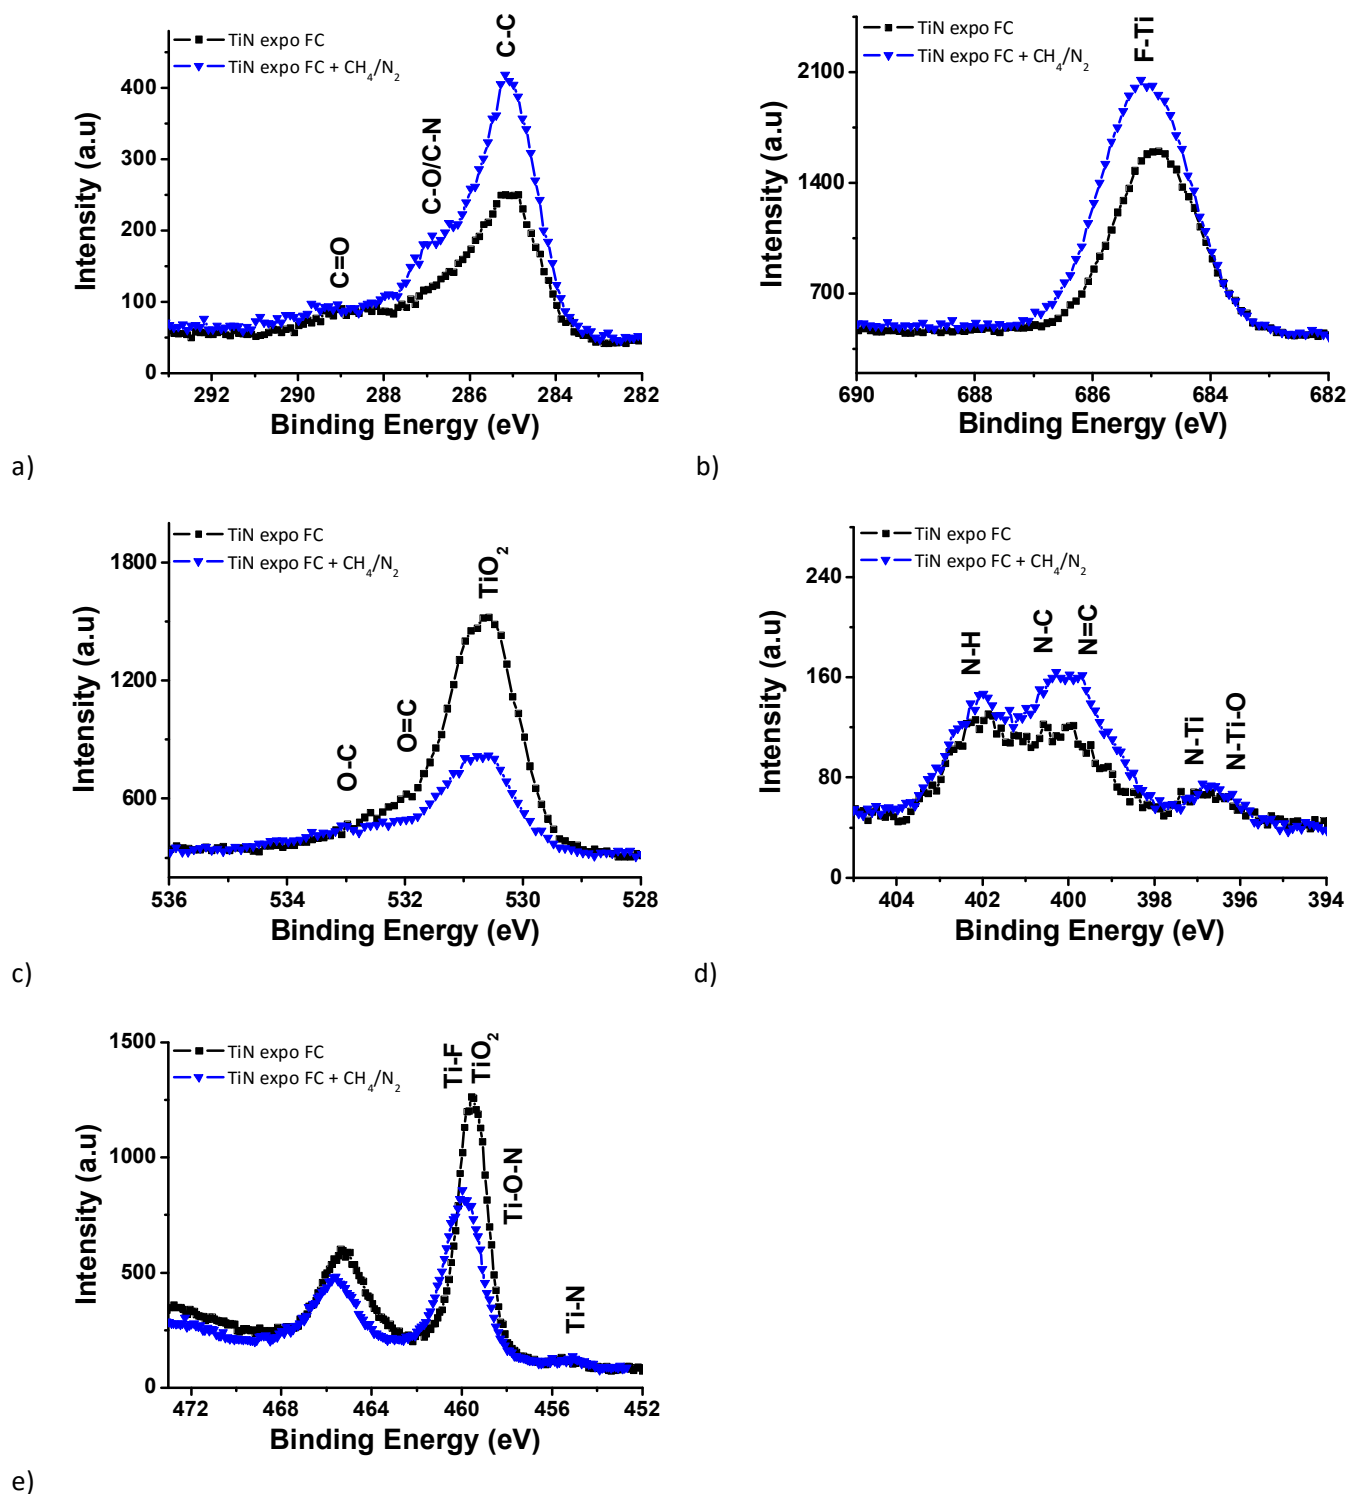 TiN expo FC
TiN expo FC + CH4/N2
C=O
C-O/C-N
C-C
Intensity (a.u)
400
300
200
100
0
292 290 288 286 284 282
Binding Energy (eV)
a)
TiN expo FC
TiN expo FC + CH4/N2
F-Ti
Intensity (a.u)
2100
1400
700
690 688 686 684 682
Binding Energy (eV)
b)
TiN expo FC
TiN expo FC + CH4/N2
O-C
O=C
TiO2
Intensity (a.u)
1800
1200
600
536 534 532 530 528
Binding Energy (eV)
c)
TiN expo FC
TiN expo FC + CH4/N2
N-H
N-C
N=C
N-Ti
N-Ti-O
Intensity (a.u)
240
160
80
0
404 402 400 398 396 394
Binding Energy (eV)
d)
TiN expo FC
TiN expo FC + CH4/N2
Ti-F
TiO2
Ti-O-N
Ti-N
Intensity (a.u)
1500
1000
500
0
472 468 464 460 456 452
Binding Energy (eV)
e)